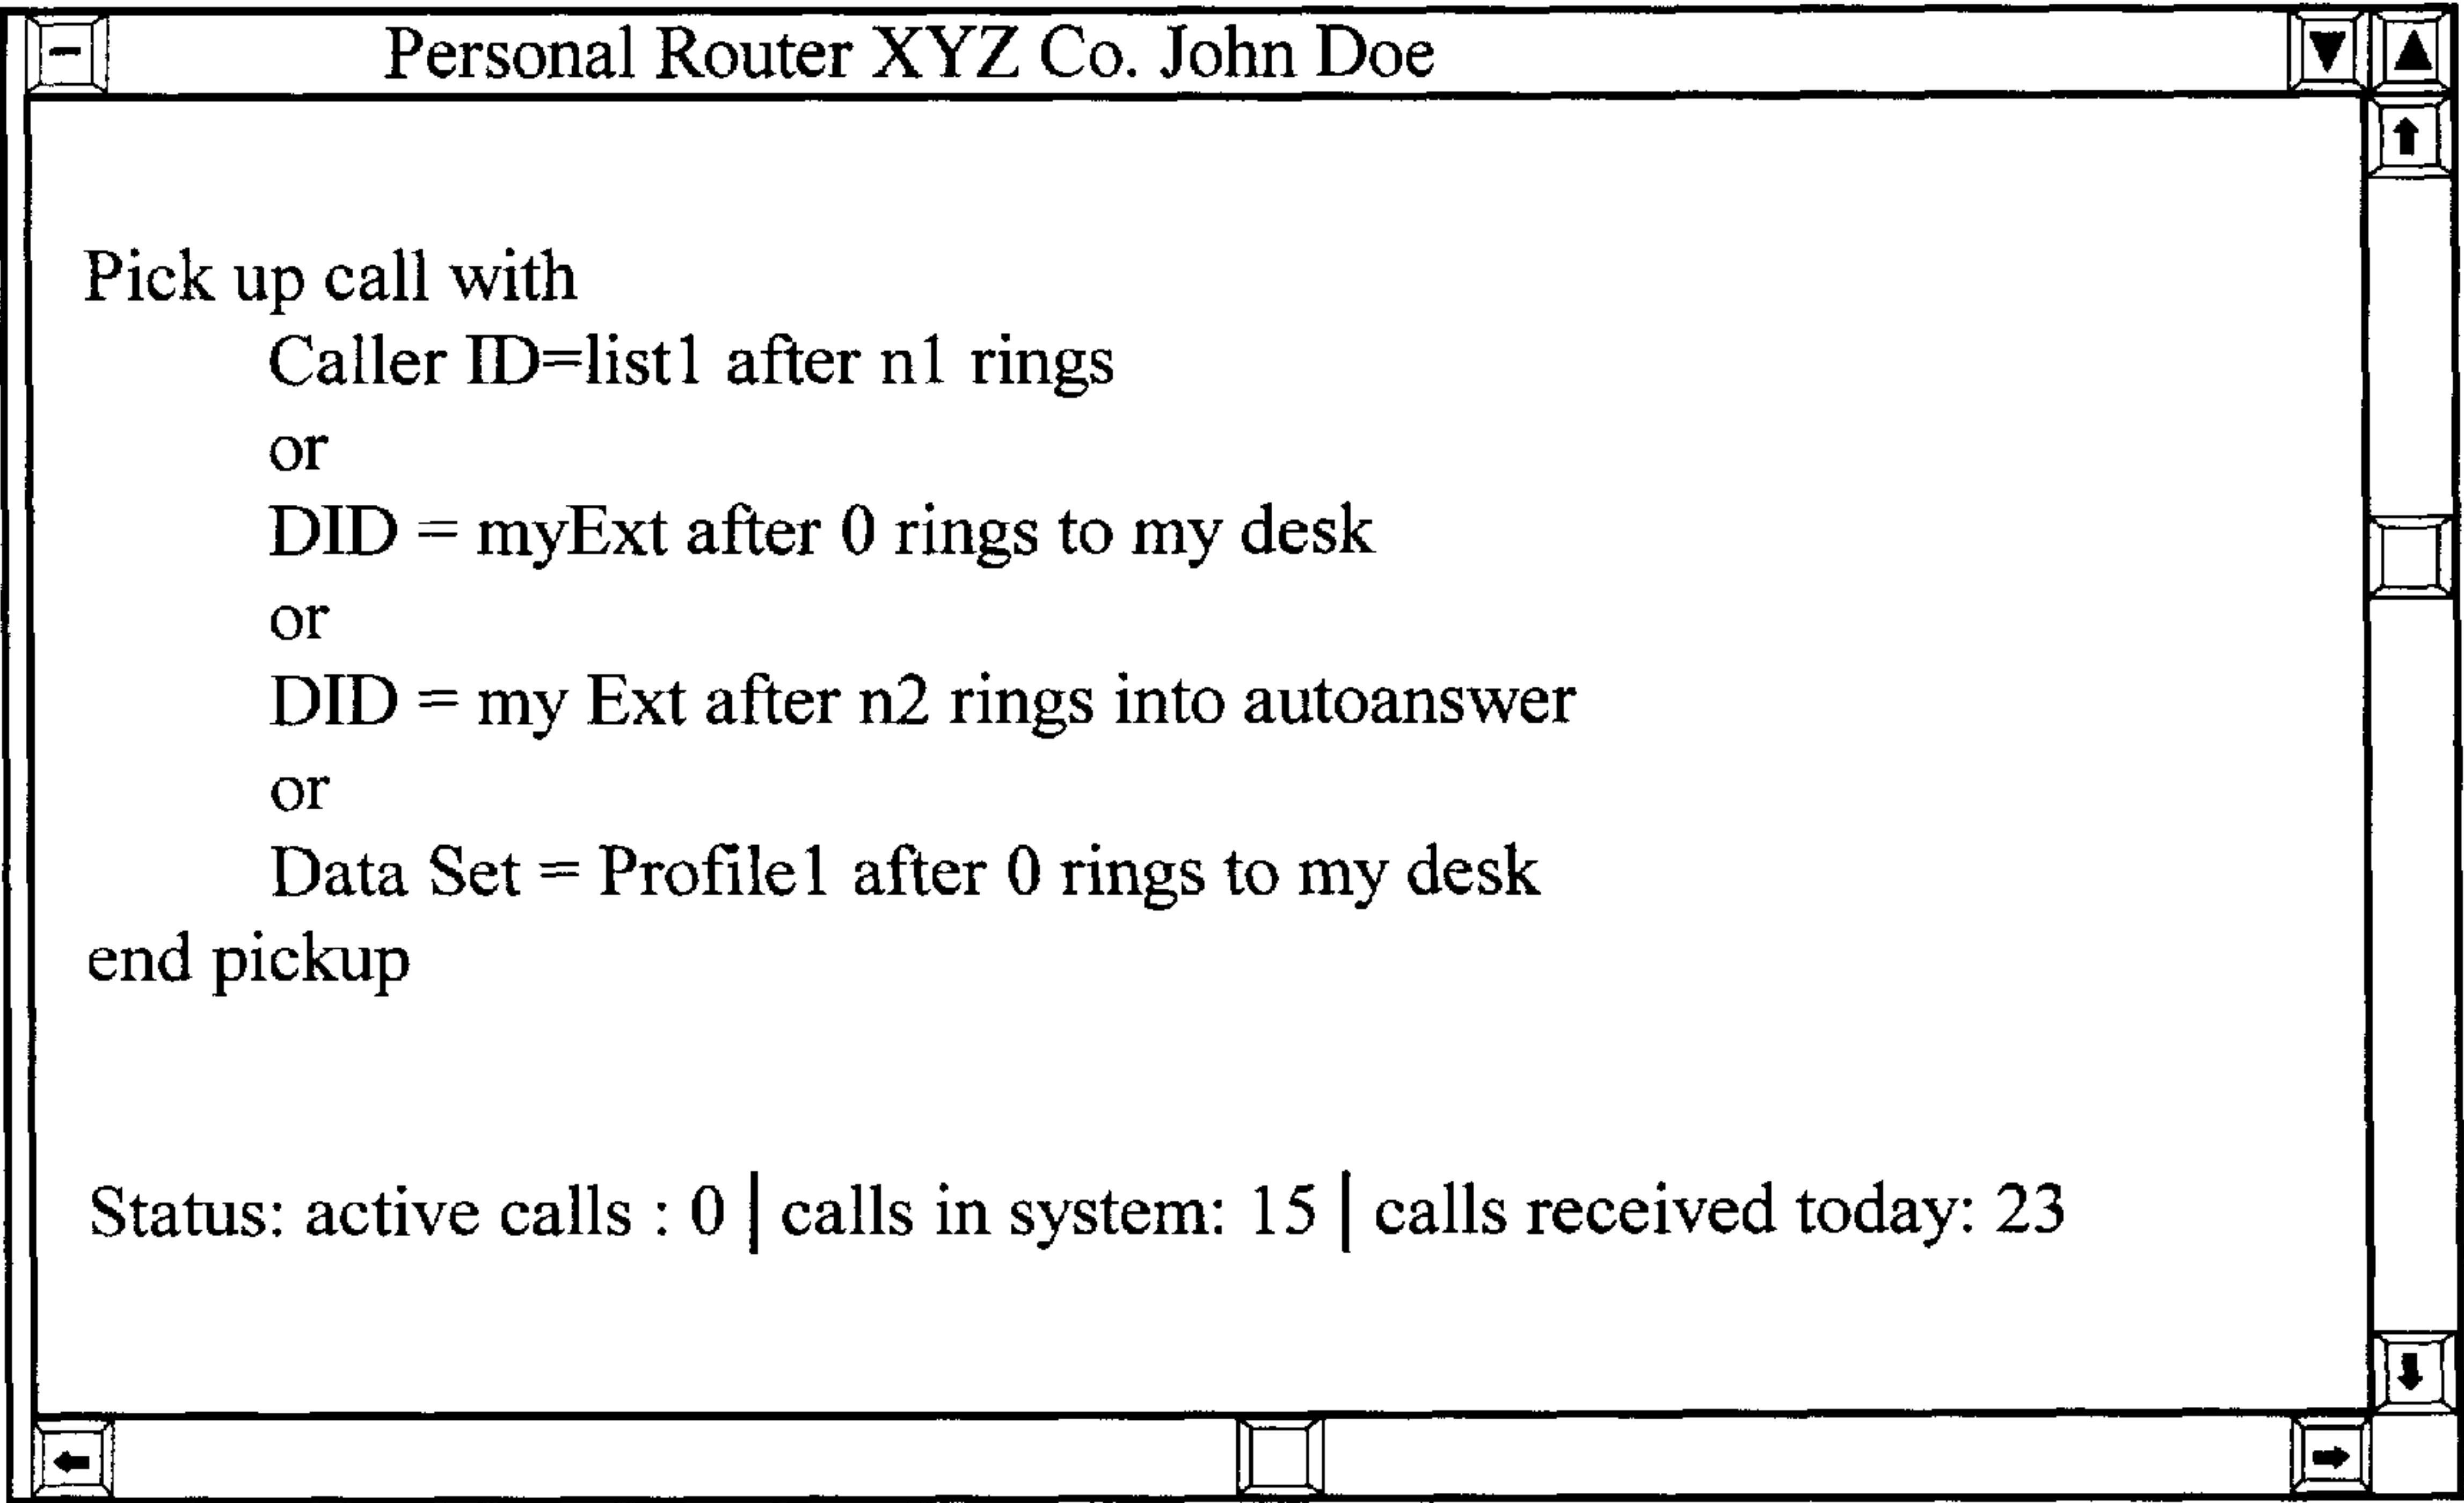 Personal Router XYZ Co. John Doe
Pick up call with
Caller ID=list1 after n1 rings
or
DID = myExt after 0 rings to my desk
or
DID = my Ext after n2 rings into autoanswer
or
Data Set = Profile1 after 0 rings to my desk
end pickup
Status: active calls : 0 | calls in system: 15 | calls received today: 23